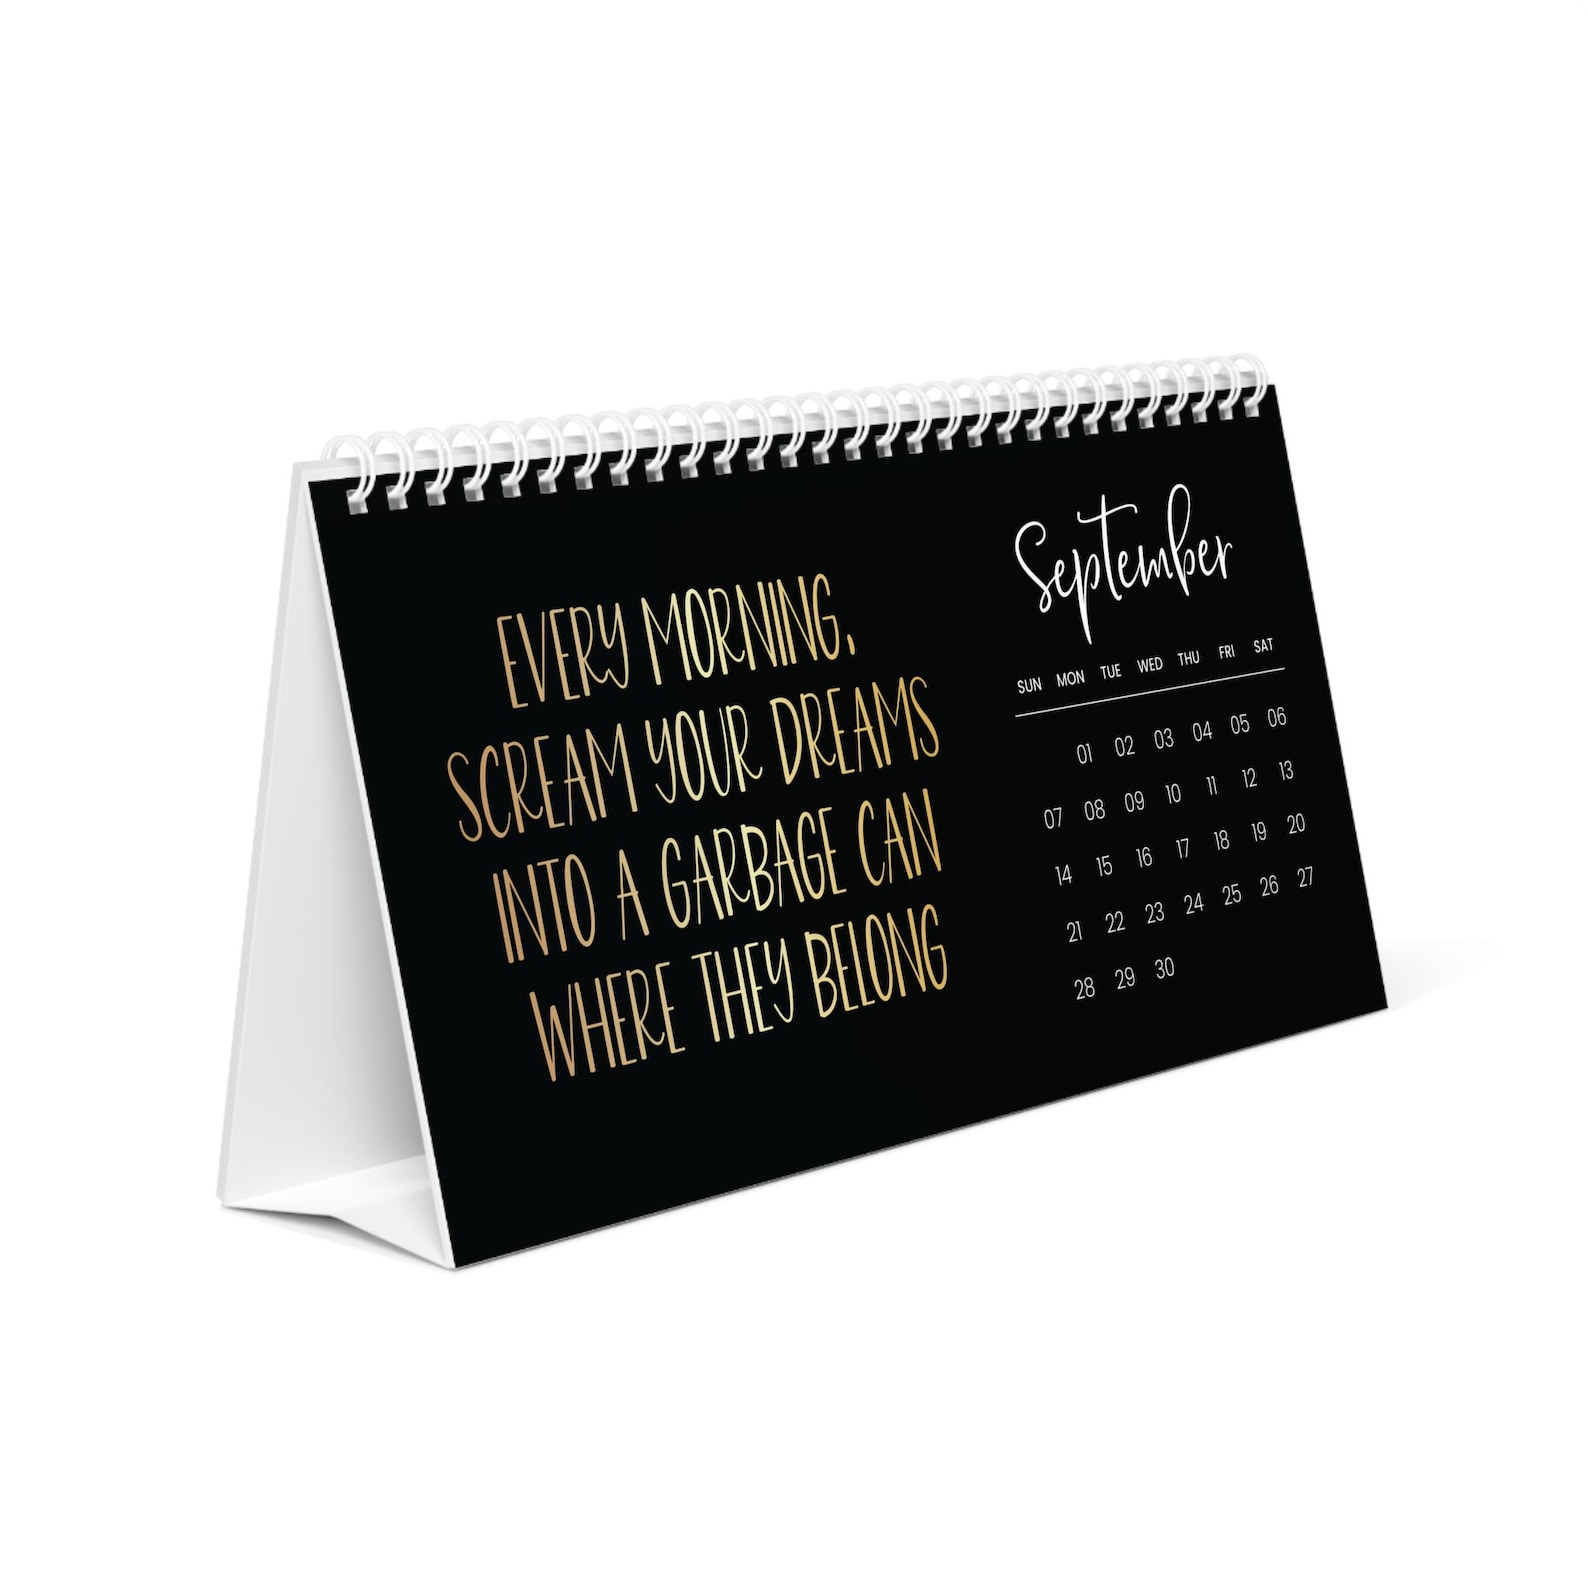 EVERY MORNING,
SCREAM YOUR DREAMS
INTO A GARBAGE CAN
WHERE THEY BELONG
September
SUN MON TUE WED THU FRI SAT
01 02 03 04 05 06
07 08 09 10 11 12 13
14 15 16 17 18 19 20
21 22 23 24 25 26 27
28 29 30